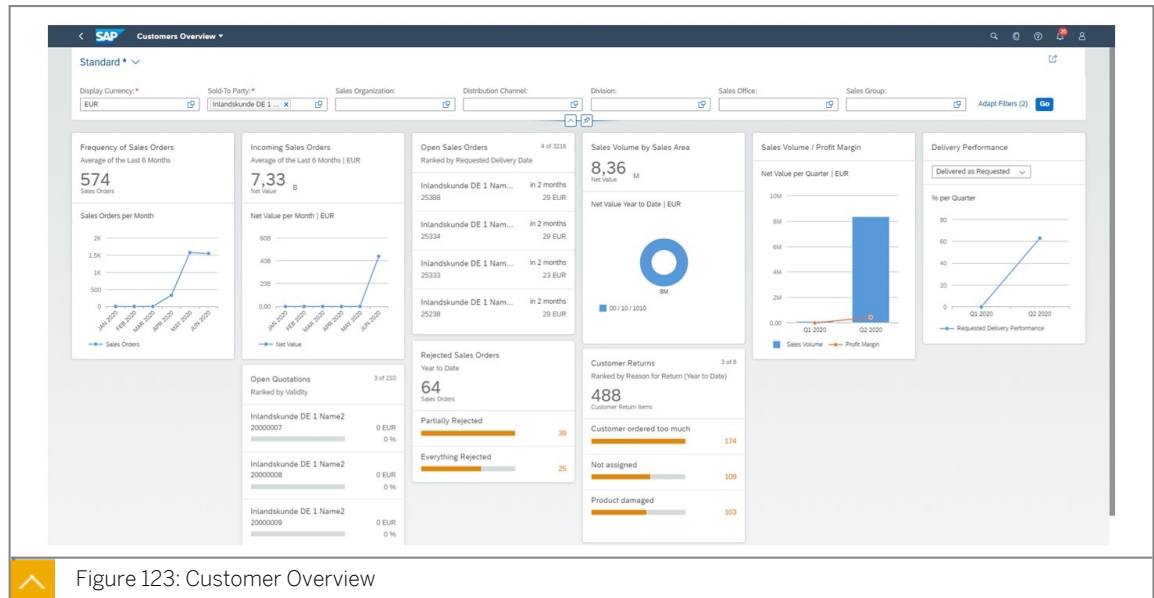 SAP Customers Overview
25
Standard *
Display Currency: *
EUR
Sold-To Party: *
Inlandskunde DE 1 ... x
Sales Organization:
Distribution Channel:
Division:
Sales Office:
Sales Group:
Adapt Filters (2) Go
Frequency of Sales Orders
Average of the Last 6 Months
574
Sales Orders
Sales Orders per Month
2K
1.5K
1K
500
0
JAN 2020 FEB 2020 MAR 2020 APR 2020 MAY 2020 JUN 2020
Sales Orders
Incoming Sales Orders
Average of the Last 6 Months | EUR
7,33 B
Net Value
Net Value per Month | EUR
60B
40B
20B
0,00
JAN 2020 FEB 2020 MAR 2020 APR 2020 MAY 2020 JUN 2020
Net Value
Open Quotations 3 of 210
Ranked by Validity
Inlandskunde DE 1 Name2
20000007 0 EUR
0 %
Inlandskunde DE 1 Name2
20000008 0 EUR
0 %
Inlandskunde DE 1 Name2
20000009 0 EUR
0 %
Open Sales Orders 4 of 3216
Ranked by Requested Delivery
Date
Inlandskunde DE 1 Nam... in 2 months
25388 29 EUR
Inlandskunde DE 1 Nam... in 2 months
25334 29 EUR
Inlandskunde DE 1 Nam... in 2 months
25333 23 EUR
Inlandskunde DE 1 Nam... in 2 months
25238 29 EUR
Rejected Sales Orders
Year to Date
64
Sales Orders
Partially Rejected
39
Everything Rejected
25
Sales Volume by Sales Area
8,36 M
Net Value
Net Value Year to Date | EUR
8M
00 / 10 / 1010
Customer Returns 3 of 8
Ranked by Reason for Return (Year to Date)
488
Customer Return Items
Customer ordered too much
174
Not assigned
109
Product damaged
103
Sales Volume / Profit Margin
Net Value per Quarter | EUR
10M
8M
6M
4M
2M
0,00
Q1 2020 Q2 2020
Sales Volume Profit Margin
Delivery Performance
Delivered as Requested
% per Quarter
80
60
40
20
0
Q1 2020 Q2 2020
Requested Delivery Performance
Figure 123: Customer Overview